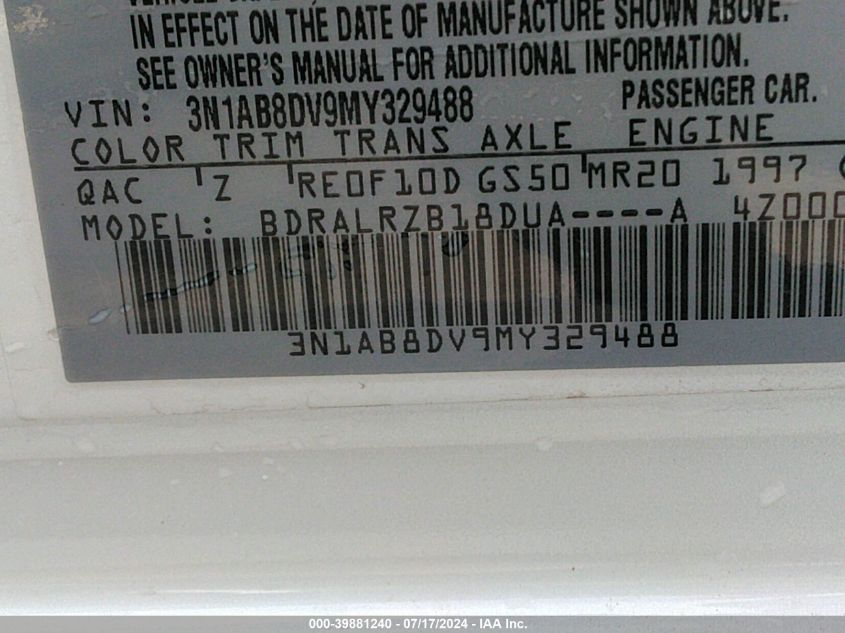 IN EFFECT ON THE DATE OF MANUFACTURE SHOWN ABOVE.
SEE OWNER'S MANUAL FOR ADDITIONAL INFORMATION.
VIN: 3N1AB8DV9MY329488 PASSENGER CAR.
COLOR TRIM TRANS AXLE ENGINE
QAC Z RE0F10D GS50 MR20 1997
MODEL: BDRALRZB18DUA----A 4Z000
3N1AB8DV9MY329488
000-39881240 - 07/17/2024 - IAA Inc.